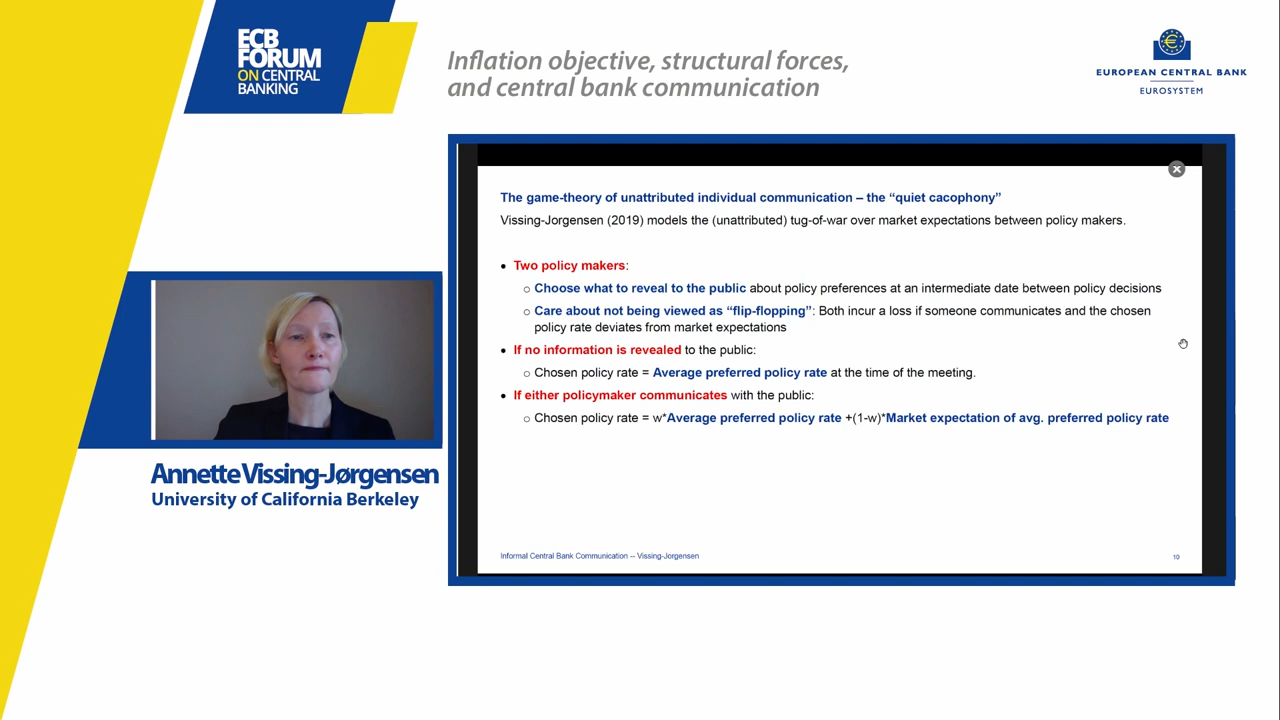 ECB
FORUM
ON CENTRAL
BANKING
Inflation objective, structural forces,
and central bank communication
EUROPEAN CENTRAL BANK
EUROSYSTEM
The game-theory of unattributed individual communication – the “quiet cacophony”
Vissing-Jorgensen (2019) models the (unattributed) tug-of-war over market expectations between policy makers.
• Two policy makers:
○ Choose what to reveal to the public about policy preferences at an intermediate date between policy decisions
○ Care about not being viewed as “flip-flopping”: Both incur a loss if someone communicates and the chosen
policy rate deviates from market expectations
• If no information is revealed to the public:
○ Chosen policy rate = Average preferred policy rate at the time of the meeting.
• If either policymaker communicates with the public:
○ Chosen policy rate = w*Average preferred policy rate +(1-w)*Market expectation of avg. preferred policy rate
Informal Central Bank Communication -- Vissing-Jorgensen
10
Annette Vissing-Jørgensen
University of California Berkeley